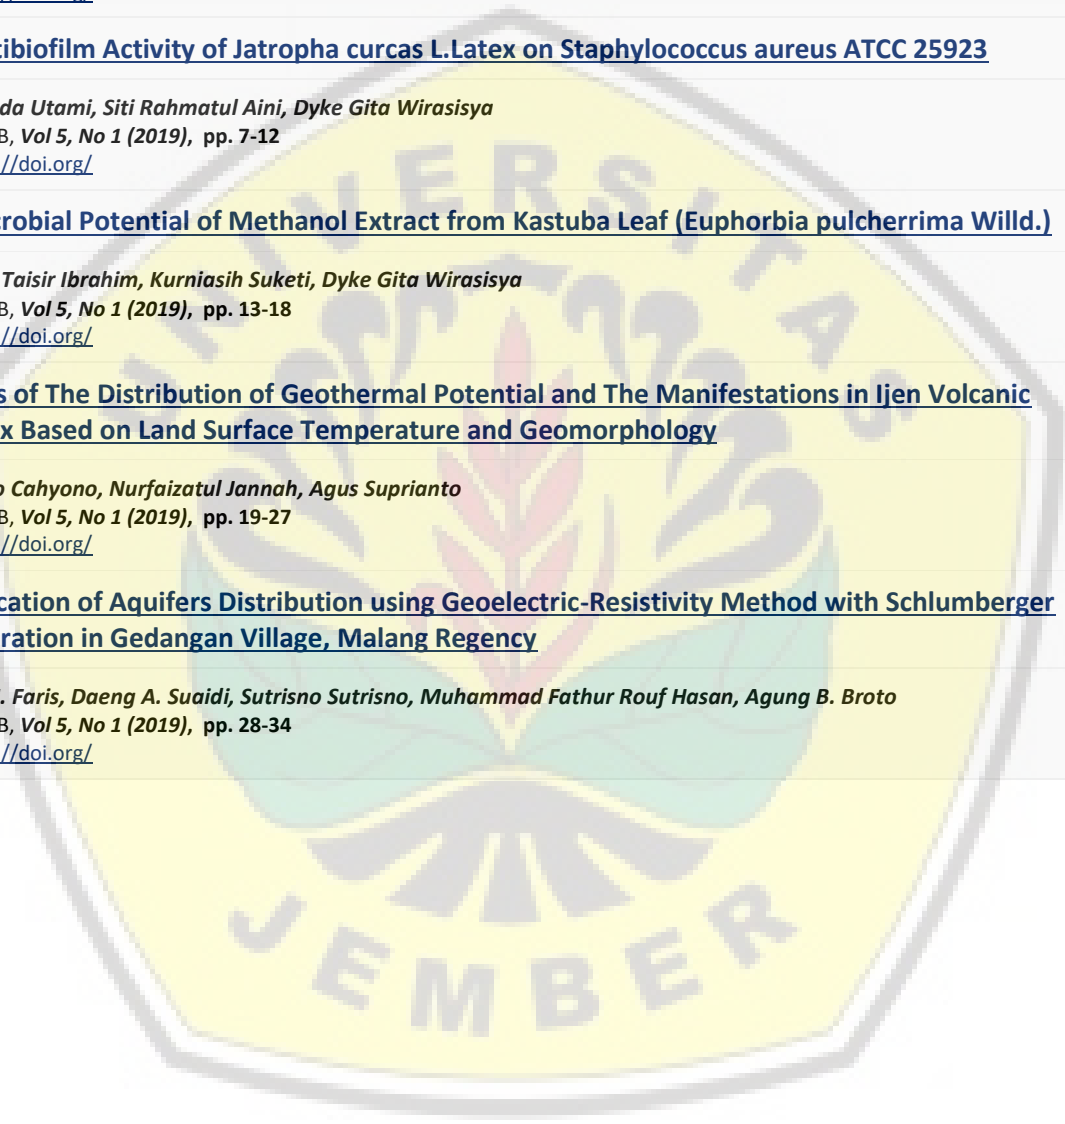 tibiofilm Activity of Jatropha curcas L.Latex on Staphylococcus aureus ATCC 25923
da Utami, Siti Rahmatul Aini, Dyke Gita Wirasisya
B, Vol 5, No 1 (2019), pp. 7-12
//doi.org/
crobial Potential of Methanol Extract from Kastuba Leaf (Euphorbia pulcherrima Willd.)
Taisir Ibrahim, Kurniasih Suketi, Dyke Gita Wirasisya
B, Vol 5, No 1 (2019), pp. 13-18
//doi.org/
s of The Distribution of Geothermal Potential and The Manifestations in Ijen Volcanic
x Based on Land Surface Temperature and Geomorphology
o Cahyono, Nurfaizatul Jannah, Agus Suprianto
B, Vol 5, No 1 (2019), pp. 19-27
//doi.org/
cation of Aquifers Distribution using Geoelectric-Resistivity Method with Schlumberger
ration in Gedangan Village, Malang Regency
. Faris, Daeng A. Suaidi, Sutrisno Sutrisno, Muhammad Fathur Rouf Hasan, Agung B. Broto
B, Vol 5, No 1 (2019), pp. 28-34
//doi.org/
UNIVERSITAS
JEMBER